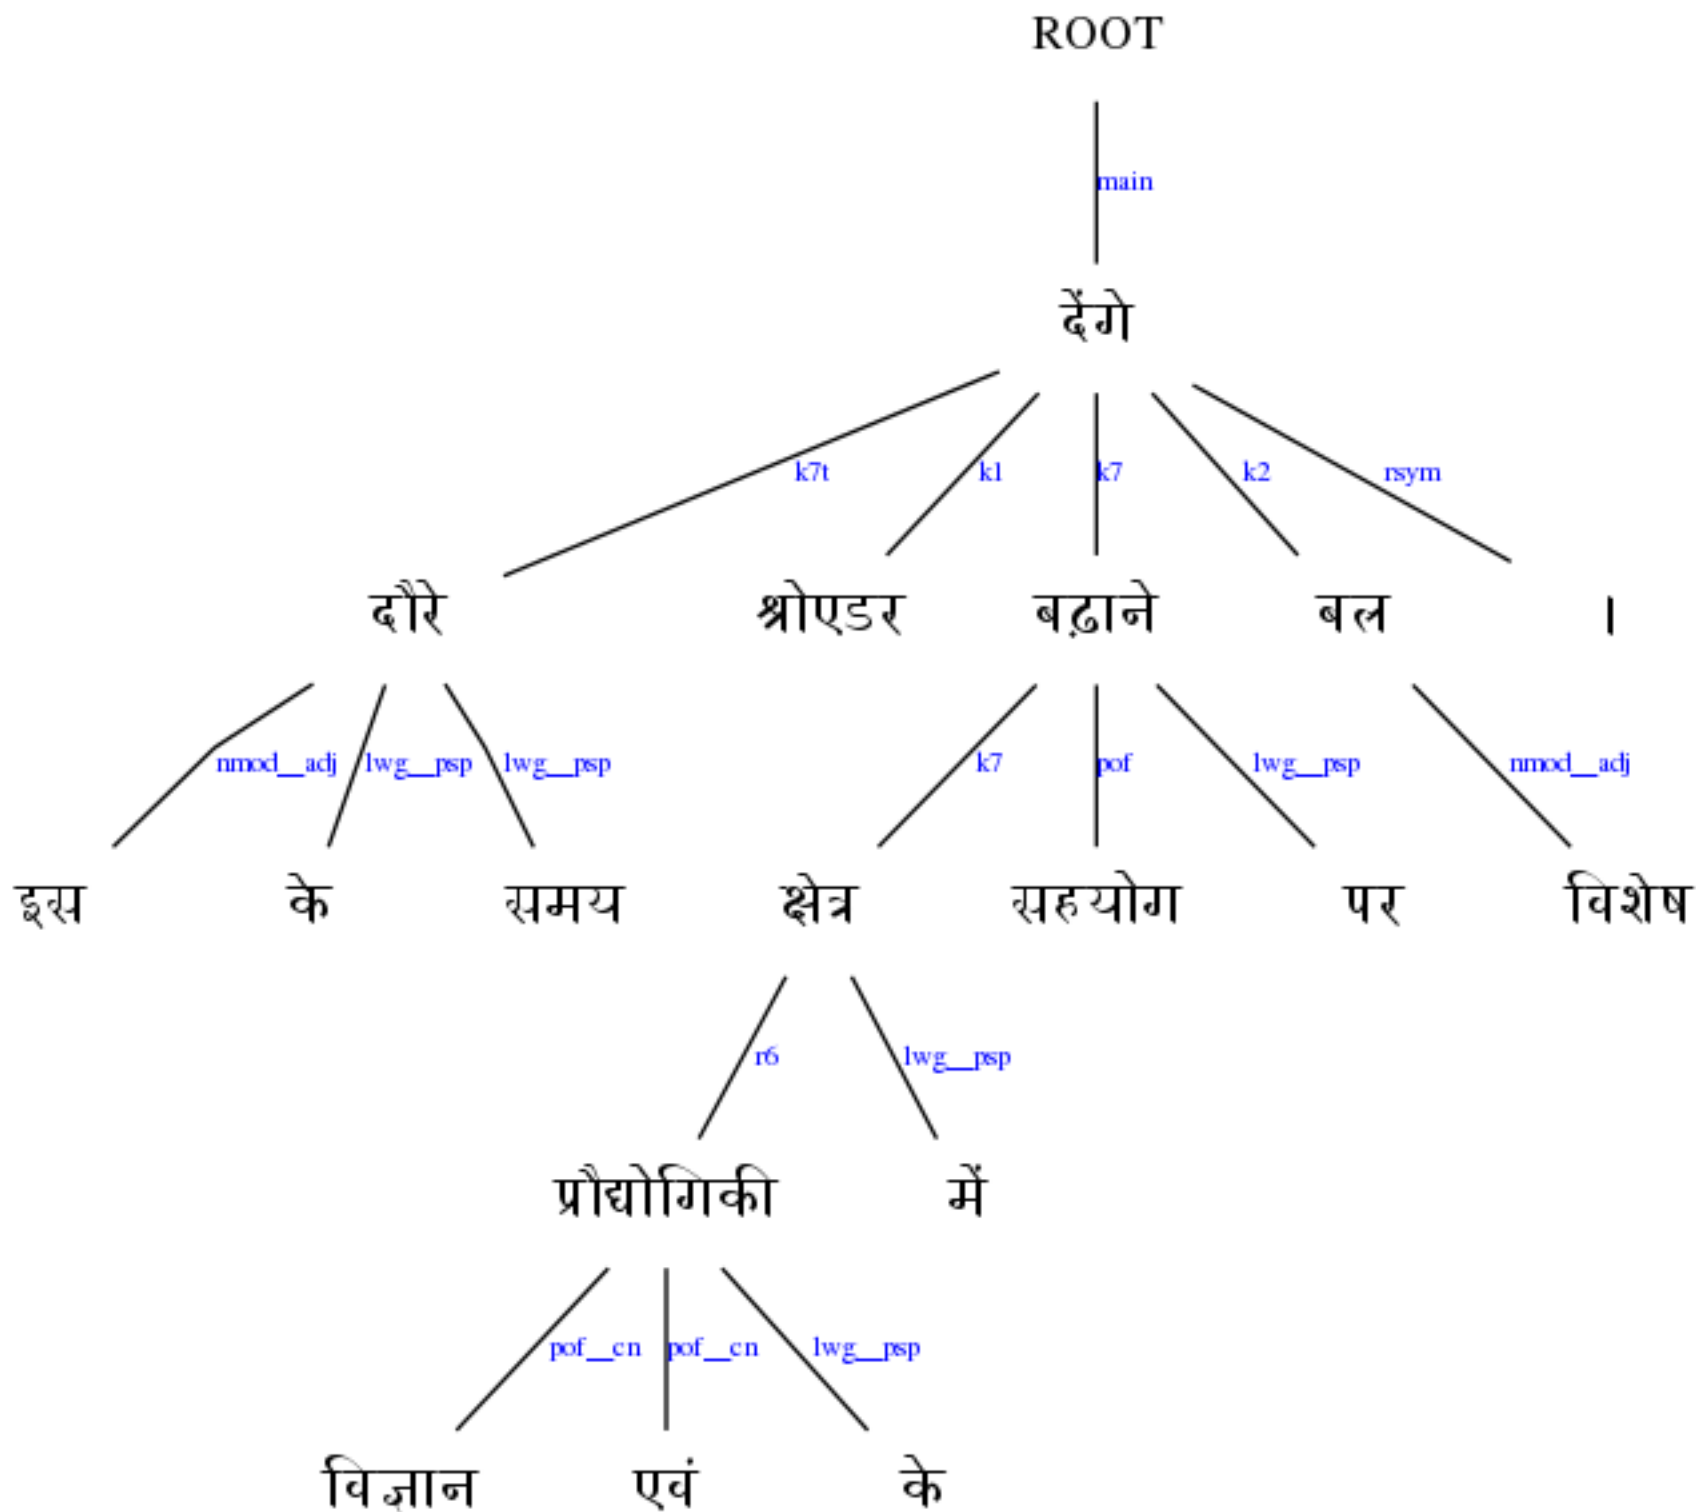 ROOT
main
देंगे
k7t k1 k7 k2 rsym
दौरे श्रोएडर बढ़ाने बल ।
nmod__adj lwg__psp lwg__psp k7 pof lwg__psp nmod__adj
इस के समय क्षेत्र सहयोग पर विशेष
r6 lwg__psp
प्रौद्योगिकी में
pof__cn pof__cn lwg__psp
विज्ञान एवं के